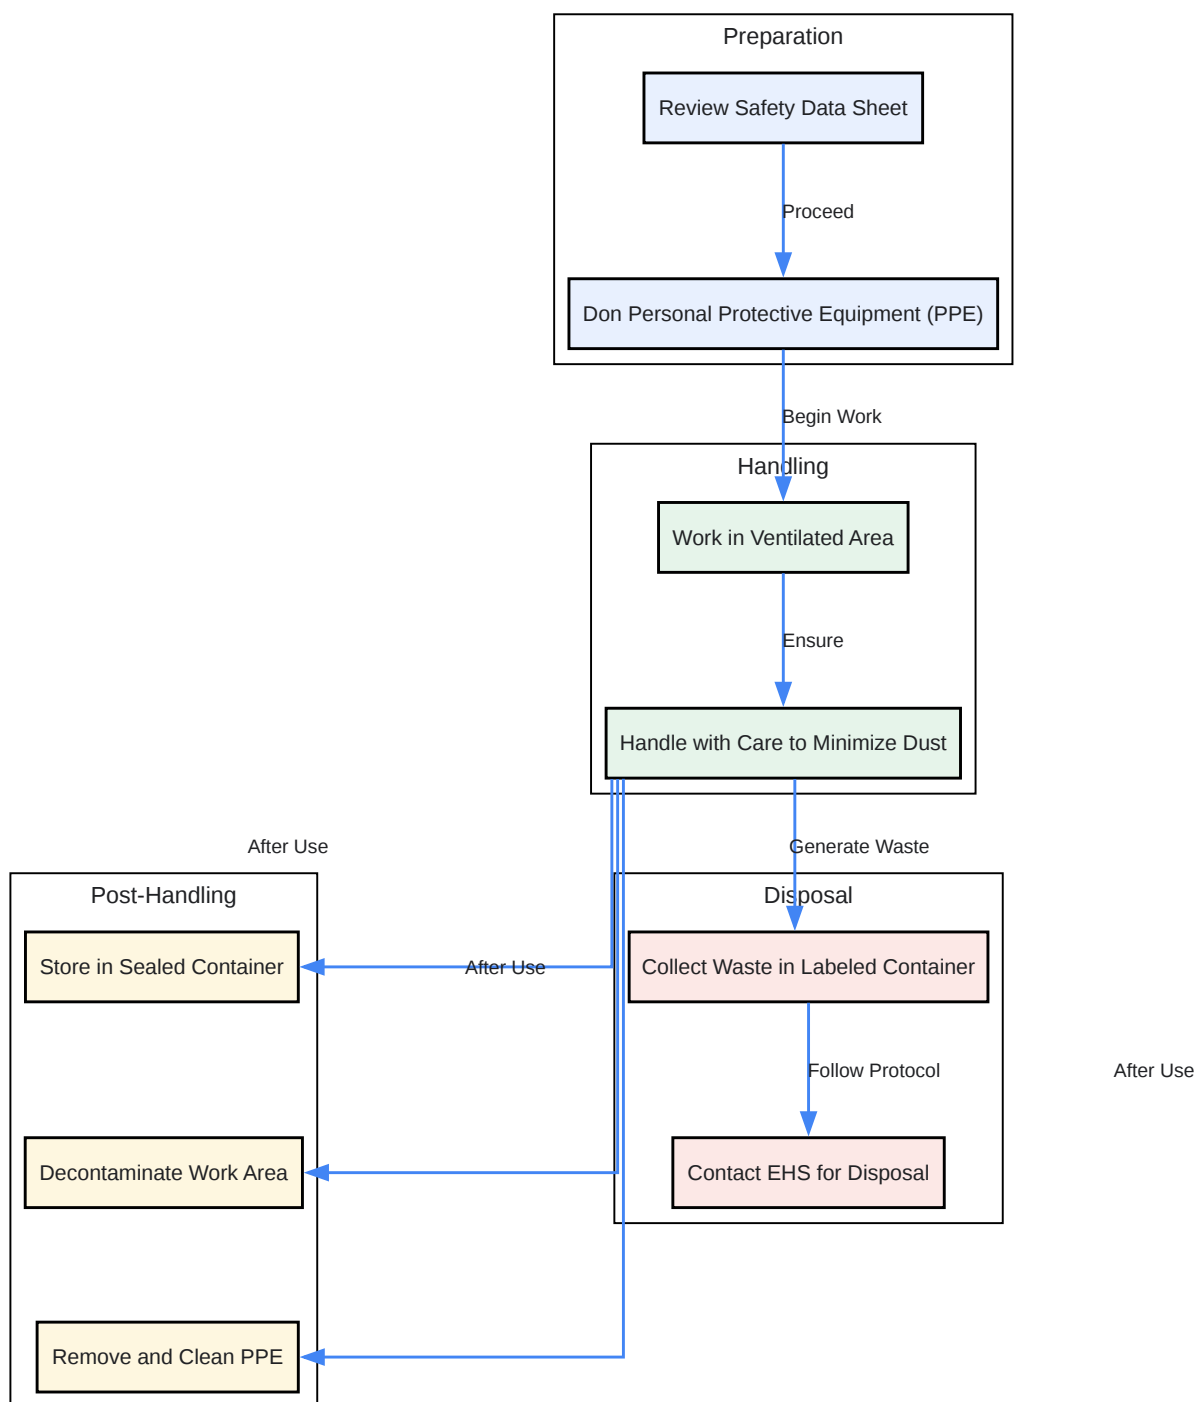 Preparation
Review Safety Data Sheet
Proceed
Don Personal Protective Equipment (PPE)
Begin Work
Handling
Work in Ventilated Area
Ensure
Handle with Care to Minimize Dust
After Use
Generate Waste
Post-Handling
Disposal
Store in Sealed Container
After Use
Collect Waste in Labeled Container
Follow Protocol
After Use
Decontaminate Work Area
Contact EHS for Disposal
Remove and Clean PPE